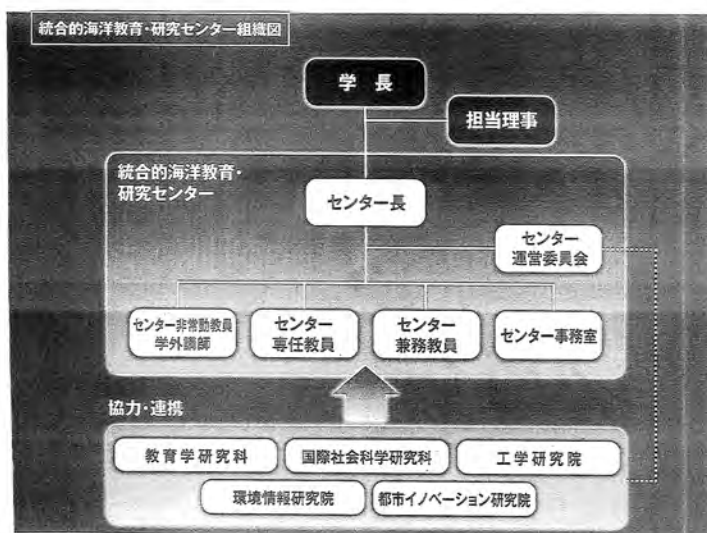 統合的海洋教育・研究センター組織図
学 長
担当理事
統合的海洋教育・
研究センター
センター長
センター
運営委員会
センター非常勤教員
学外講師
センター
専任教員
センター
兼務教員
センター事務室
協力・連携
教育学研究科
国際社会科学研究科
工学研究院
環境情報研究院
都市イノベーション研究院